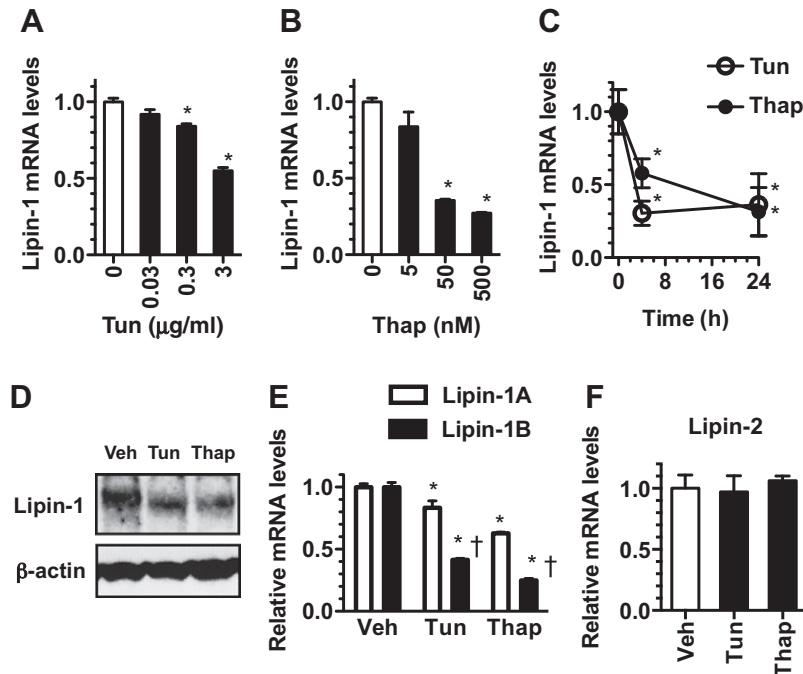 A
Lipin-1 mRNA levels
1.0
0.5
0.0
*
*
0
0.03
0.3
3
Tun (μg/ml)
B
Lipin-1 mRNA levels
1.0
0.5
0.0
*
*
0
5
50
500
Thap (nM)
C
Tun
Thap
Lipin-1 mRNA levels
1.0
0.5
0.0
*
*
*
*
0
8
16
24
Time (h)
D
Veh Tun Thap
Lipin-1
β-actin
E
Lipin-1A
Lipin-1B
Relative mRNA levels
1.0
0.5
0.0
*
* †
*
* †
Veh Tun Thap
F
Lipin-2
Relative mRNA levels
1.0
0.5
0.0
Veh
Tun
Thap